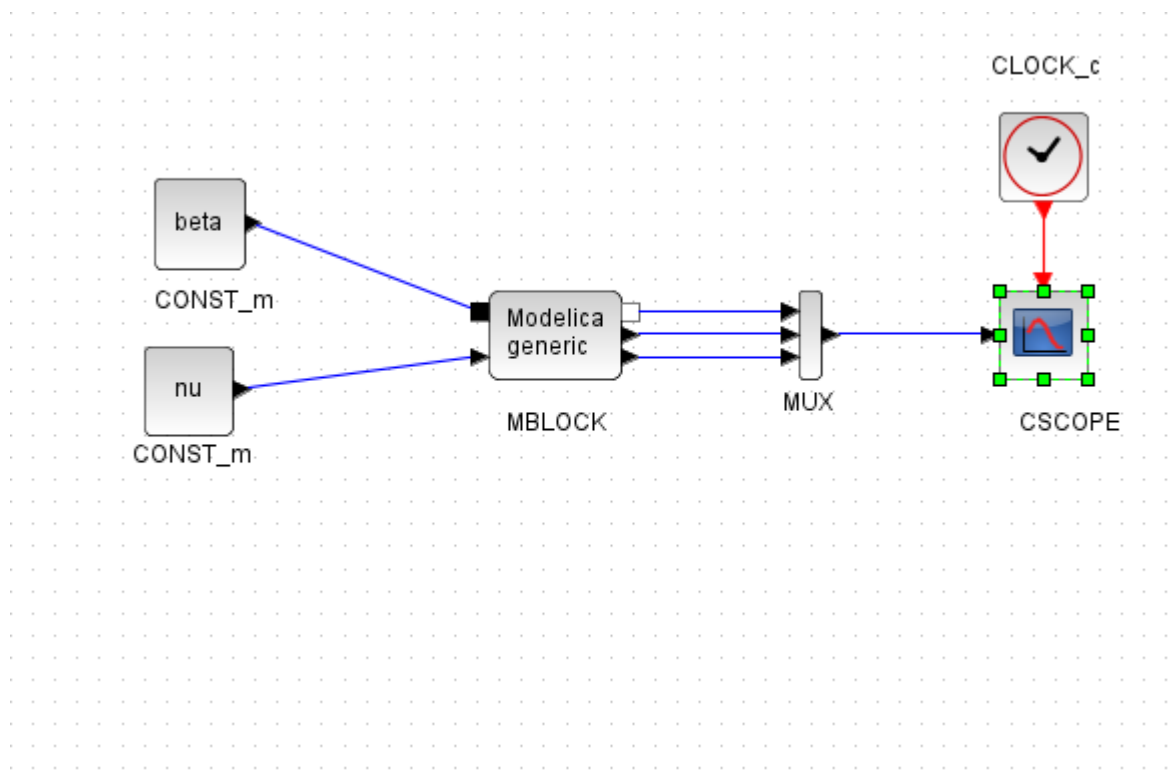 CLOCK_c
beta
CONST_m
Modelica
generic
nu
MUX
MBLOCK
CSCOPE
CONST_m